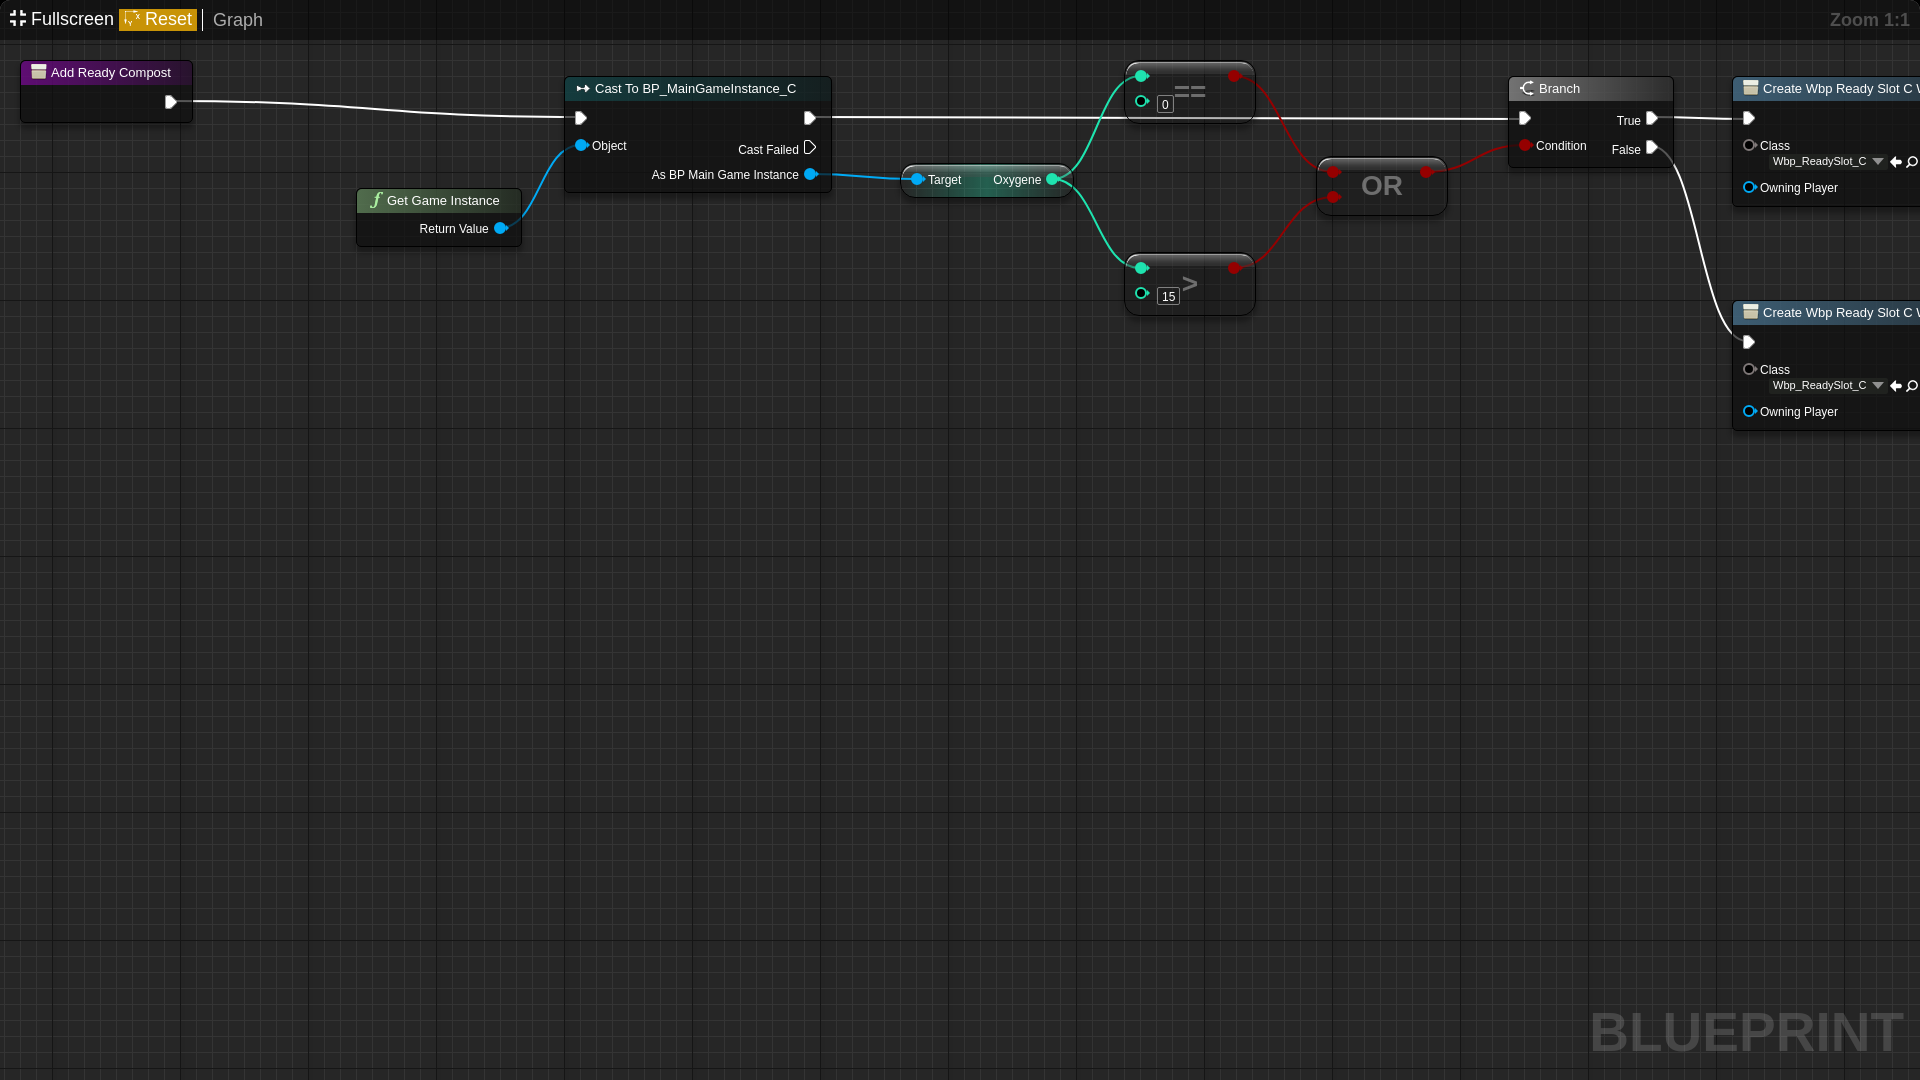 Fullscreen Reset Graph
Zoom 1:1
Add Ready Compost
Get Game Instance
Return Value
Cast To BP_MainGameInstance_C
Object
Cast Failed
As BP Main Game Instance
Target Oxygene
==
0
>
15
OR
Branch
True
Condition
False
Create Wbp Ready Slot C W
Class
Wbp_ReadySlot_C
Owning Player
Create Wbp Ready Slot C W
Class
Wbp_ReadySlot_C
Owning Player
BLUEPRINT